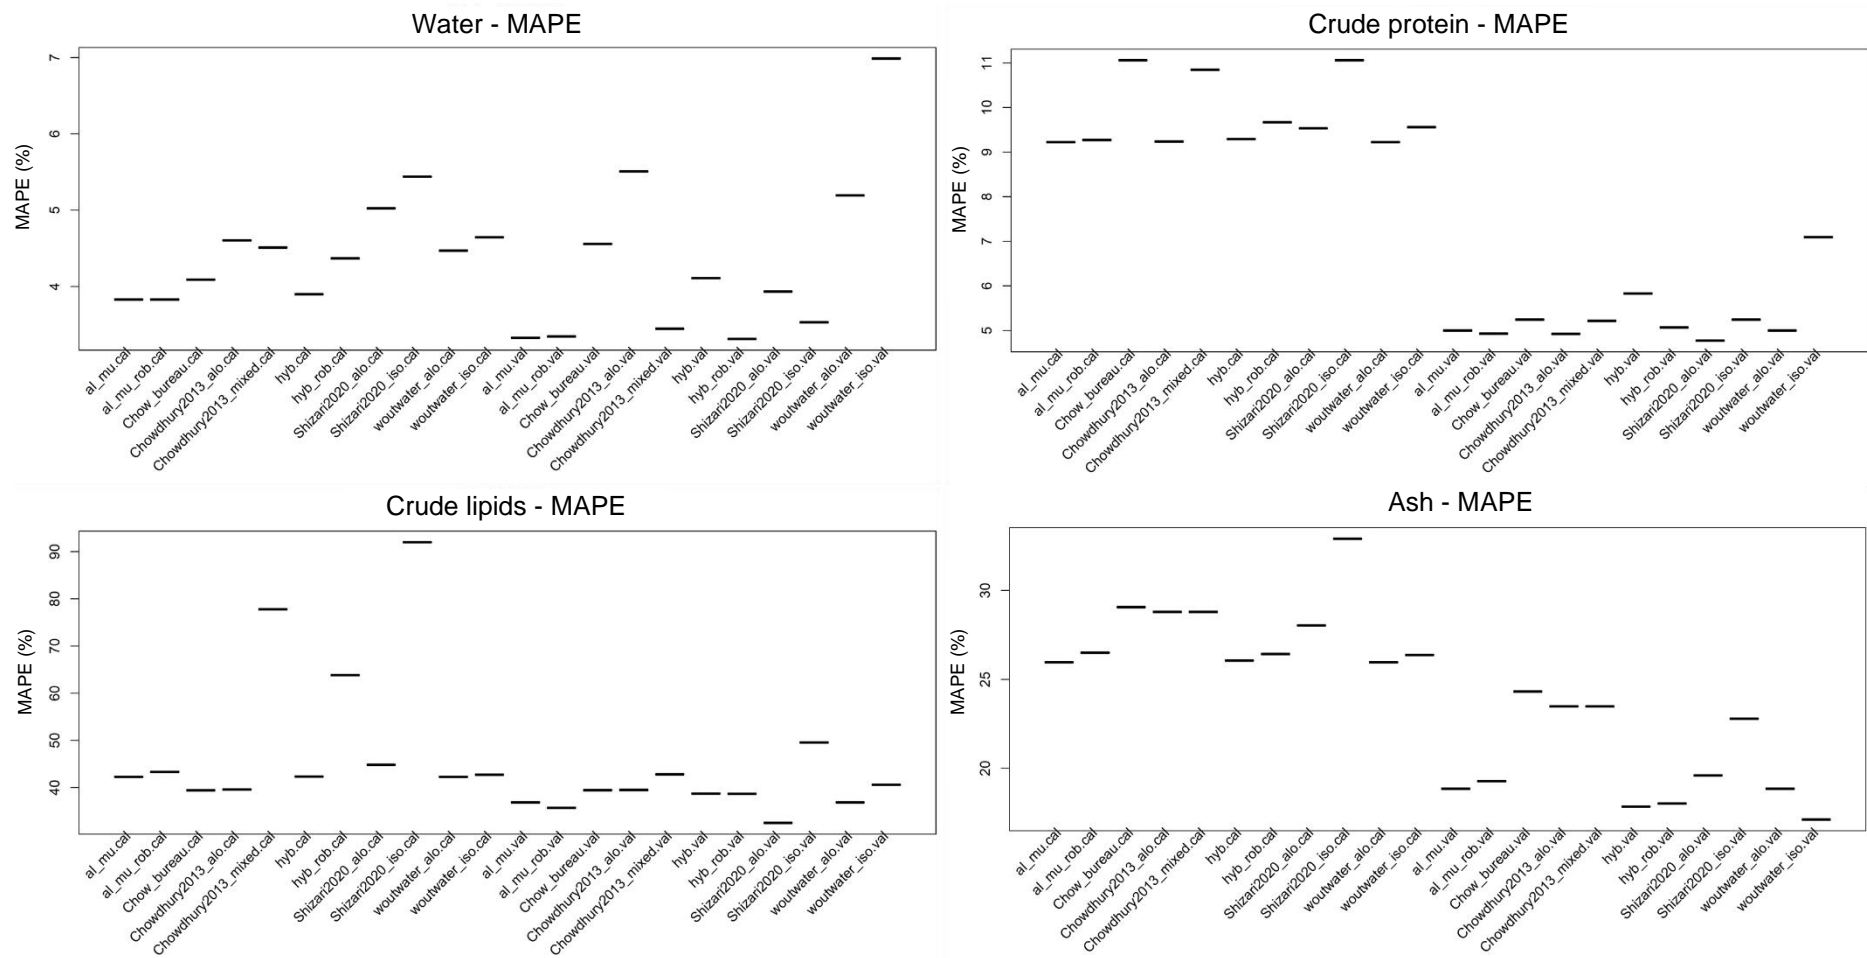 Water - MAPE
MAPE (%)
7
6
5
4
al_mu.cal
al_mu_rob.cal
Chow_bureau.cal
Chowdhury2013_alo.cal
Chowdhury2013_mixed.cal
hyb.cal
hyb_rob.cal
Shizari2020_alo.cal
Shizari2020_iso.cal
woutwater_alo.cal
woutwater_iso.cal
al_mu.val
al_mu_rob.val
Chow_bureau.val
Chowdhury2013_alo.val
Chowdhury2013_mixed.val
hyb.val
hyb_rob.val
Shizari2020_alo.val
Shizari2020_iso.val
woutwater_alo.val
woutwater_iso.val
Crude protein - MAPE
MAPE (%)
11
10
9
8
7
6
5
al_mu.cal
al_mu_rob.cal
Chow_bureau.cal
Chowdhury2013_alo.cal
Chowdhury2013_mixed.cal
hyb.cal
hyb_rob.cal
Shizari2020_alo.cal
Shizari2020_iso.cal
woutwater_alo.cal
woutwater_iso.cal
al_mu.val
al_mu_rob.val
Chow_bureau.val
Chowdhury2013_alo.val
Chowdhury2013_mixed.val
hyb.val
hyb_rob.val
Shizari2020_alo.val
Shizari2020_iso.val
woutwater_alo.val
woutwater_iso.val
Crude lipids - MAPE
MAPE (%)
90
80
70
60
50
40
al_mu.cal
al_mu_rob.cal
Chow_bureau.cal
Chowdhury2013_alo.cal
Chowdhury2013_mixed.cal
hyb.cal
hyb_rob.cal
Shizari2020_alo.cal
Shizari2020_iso.cal
woutwater_alo.cal
woutwater_iso.cal
al_mu.val
al_mu_rob.val
Chow_bureau.val
Chowdhury2013_alo.val
Chowdhury2013_mixed.val
hyb.val
hyb_rob.val
Shizari2020_alo.val
Shizari2020_iso.val
woutwater_alo.val
woutwater_iso.val
Ash - MAPE
MAPE (%)
30
25
20
al_mu.cal
al_mu_rob.cal
Chow_bureau.cal
Chowdhury2013_alo.cal
Chowdhury2013_mixed.cal
hyb.cal
hyb_rob.cal
Shizari2020_alo.cal
Shizari2020_iso.cal
woutwater_alo.cal
woutwater_iso.cal
al_mu.val
al_mu_rob.val
Chow_bureau.val
Chowdhury2013_alo.val
Chowdhury2013_mixed.val
hyb.val
hyb_rob.val
Shizari2020_alo.val
Shizari2020_iso.val
woutwater_alo.val
woutwater_iso.val